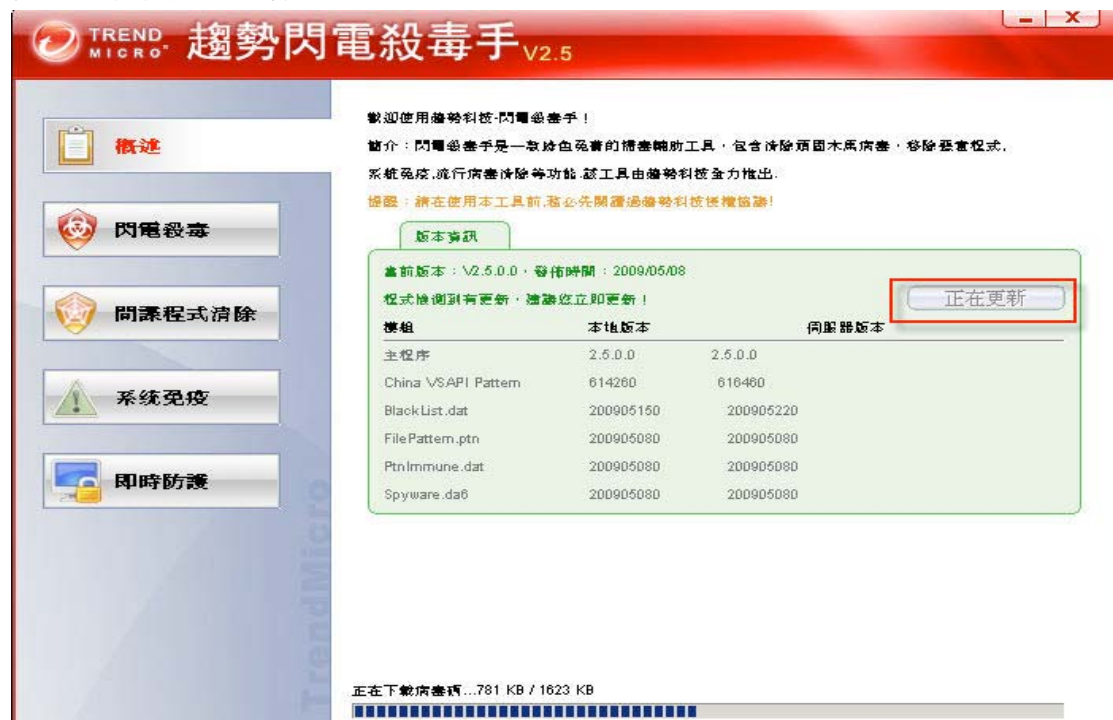 TREND MICRO 趨勢閃電殺毒手 V2.5
概述
閃電殺毒
間諜程式清除
系统免疫
即時防護
TrendMicro
歡迎使用趨勢科技-閃電殺毒手！
簡介：閃電殺毒手是一款綠色免費的掃毒輔助工具，包含清除頑固木馬病毒，移除惡意程式，
系統免疫,流行病毒清除等功能.該工具由趨勢科技全力推出.
提醒：請在使用本工具前,務必先閱讀過趨勢科技授權協議!
版本資訊
當前版本：V2.5.0.0，發佈時間：2009/05/08
程式檢測到有更新，建議您立即更新！
正在更新
模組 本地版本 伺服器版本
主程序 2.5.0.0 2.5.0.0
China VSAPI Pattern 614260 616460
BlackList.dat 200905150 200905220
FilePattern.ptn 200905080 200905080
PtnImmune.dat 200905080 200905080
Spyware.da6 200905080 200905080
正在下載病毒碼...781 KB / 1623 KB